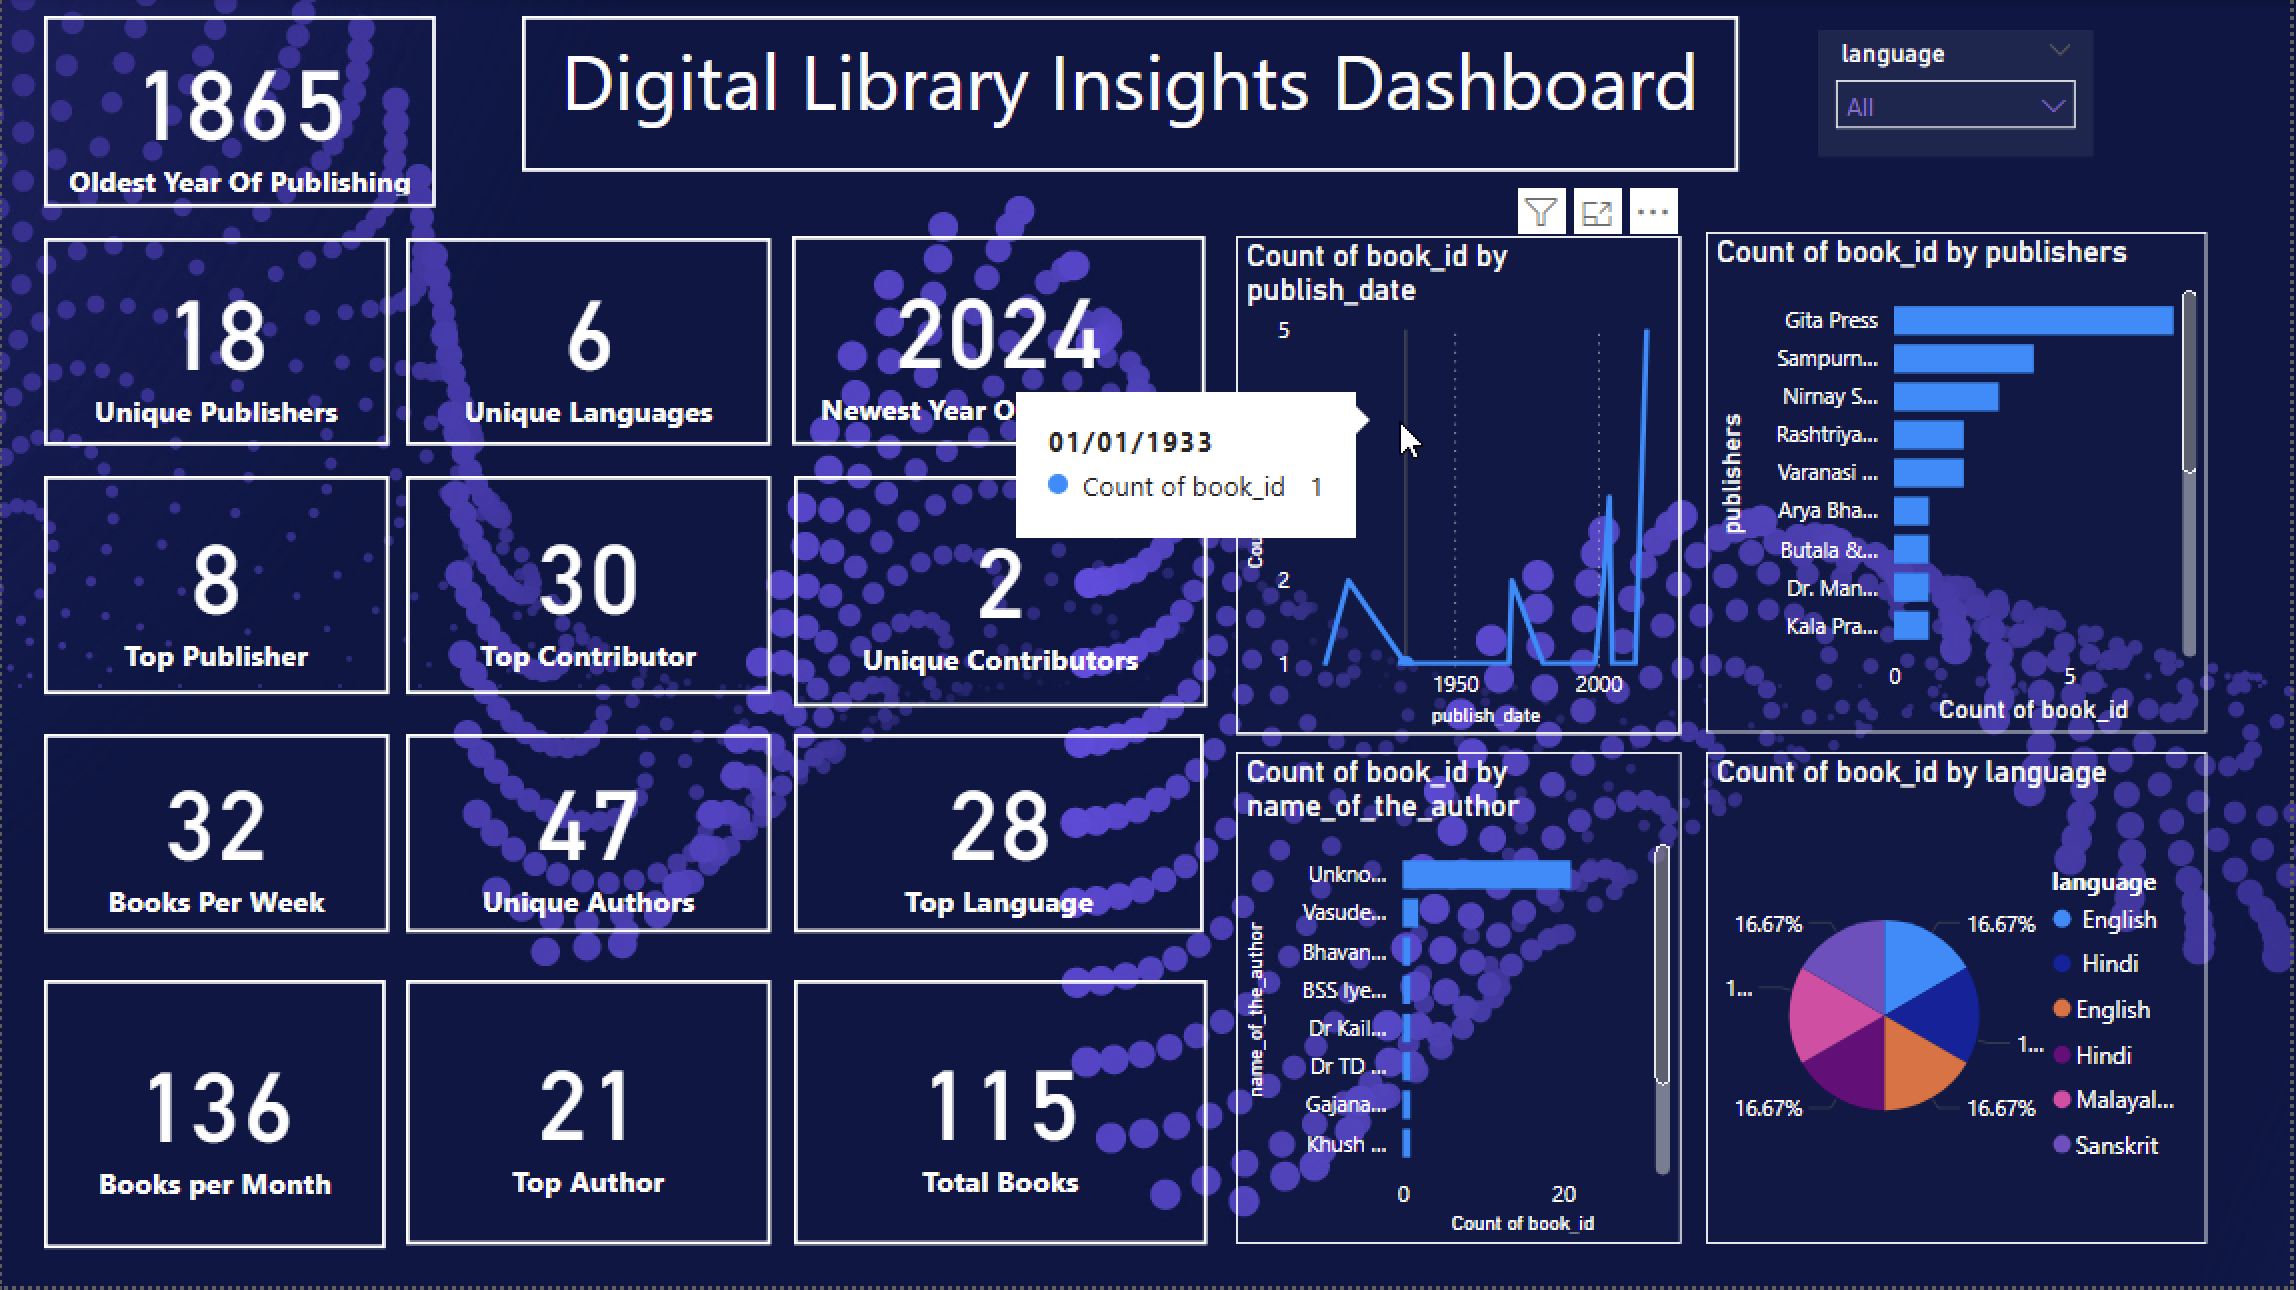 1865
Oldest Year Of Publishing
Digital Library Insights Dashboard
language
All
18
Unique Publishers
6
Unique Languages
2024
Newest Year O
8
Top Publisher
30
Top Contributor
2
Unique Contributors
32
Books Per Week
47
Unique Authors
28
Top Language
136
Books per Month
21
Top Author
115
Total Books
Count of book_id by
publish_date
5
01/01/1933
Count of book_id 1
Cou
2
1
1950 2000
publish_date
Count of book_id by publishers
publishers
Gita Press
Sampurn...
Nirnay S...
Rashtriya...
Varanasi ...
Arya Bha...
Butala &...
Dr. Man...
Kala Pra...
0 5
Count of book_id
Count of book_id by
name_of_the_author
name_of_the_author
Unkno...
Vasude...
Bhavan...
BSS Iye...
Dr Kail...
Dr TD ...
Gajana...
Khush ...
0 20
Count of book_id
Count of book_id by language
16.67% 16.67%
1...
1...
16.67% 16.67%
language
English
Hindi
English
Hindi
Malayal...
Sanskrit